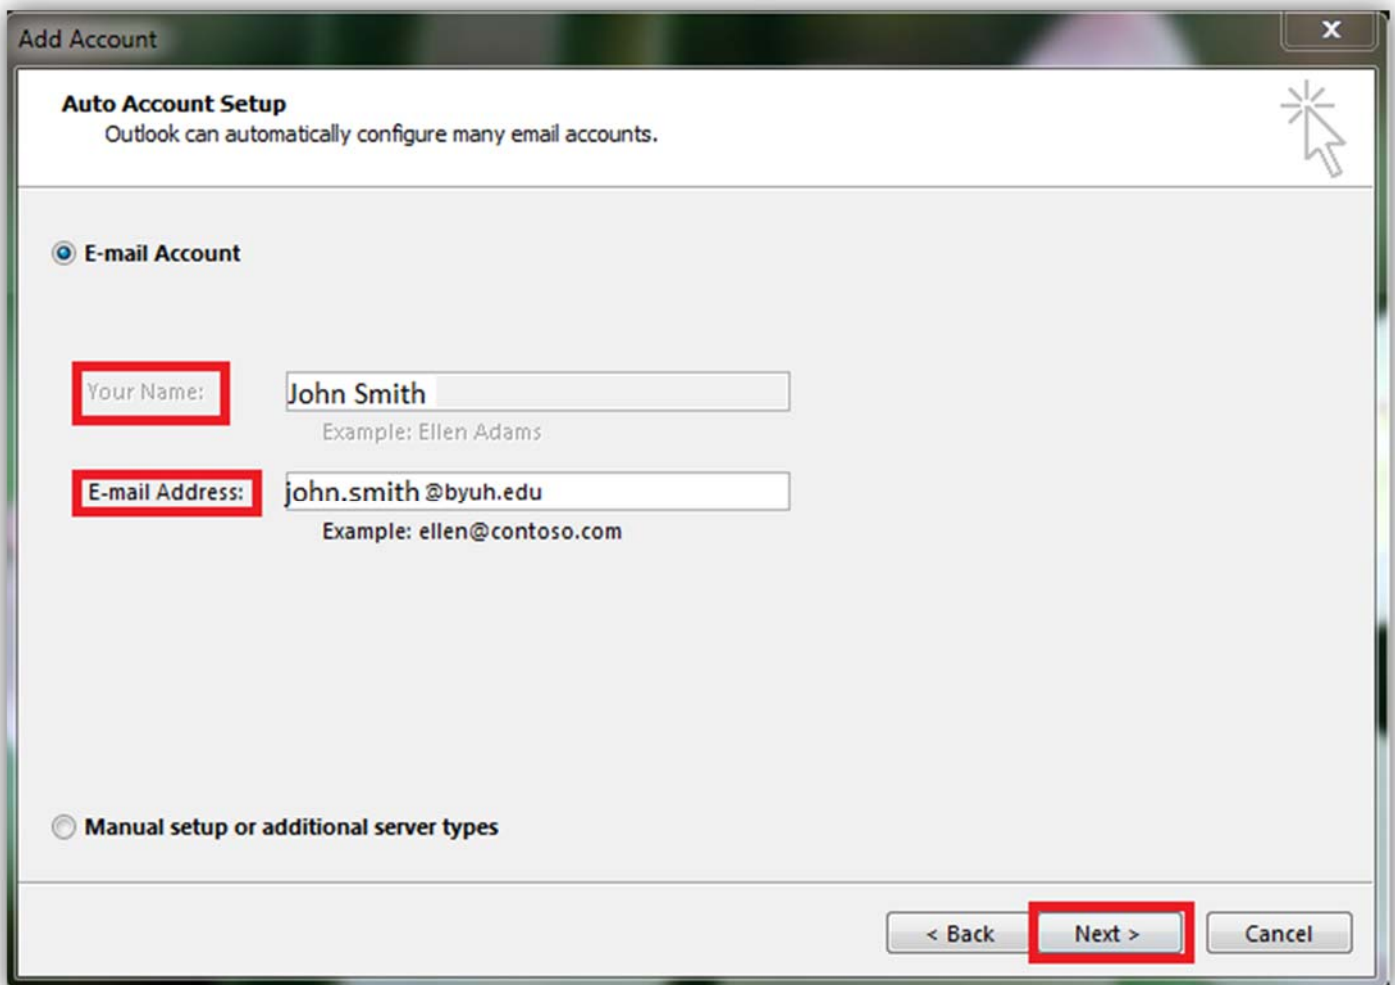 Add Account
X
Auto Account Setup
Outlook can automatically configure many email accounts.
E-mail Account
Your Name: John Smith
Example: Ellen Adams
E-mail Address: john.smith @byuh.edu
Example: ellen@contoso.com
Manual setup or additional server types
< Back Next > Cancel